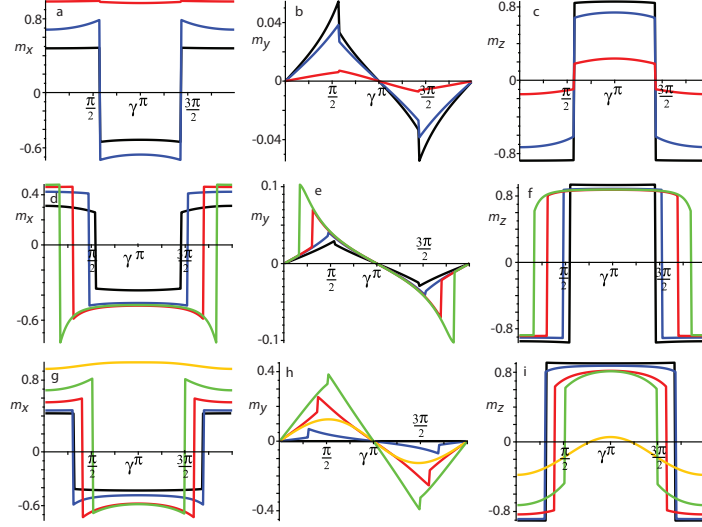 a
m_x
0.8
0
-0.6
π/2
γ π
3π/2
b
m_y
0.04
0
-0.04
π/2
γ π
3π/2
c
m_z
0.8
0
-0.8
π/2
γ π
3π/2
d
m_x
0.4
0
-0.6
π/2
γ π
3π/2
e
m_y
0.1
0
-0.1
π/2
γ π
3π/2
f
m_z
0.8
0
-0.8
π/2
γ π
3π/2
g
m_x
0.8
0
-0.6
π/2
γ π
3π/2
h
m_y
0.4
0
-0.4
π/2
γ π
3π/2
i
m_z
0.8
0
-0.8
π/2
γ π
3π/2